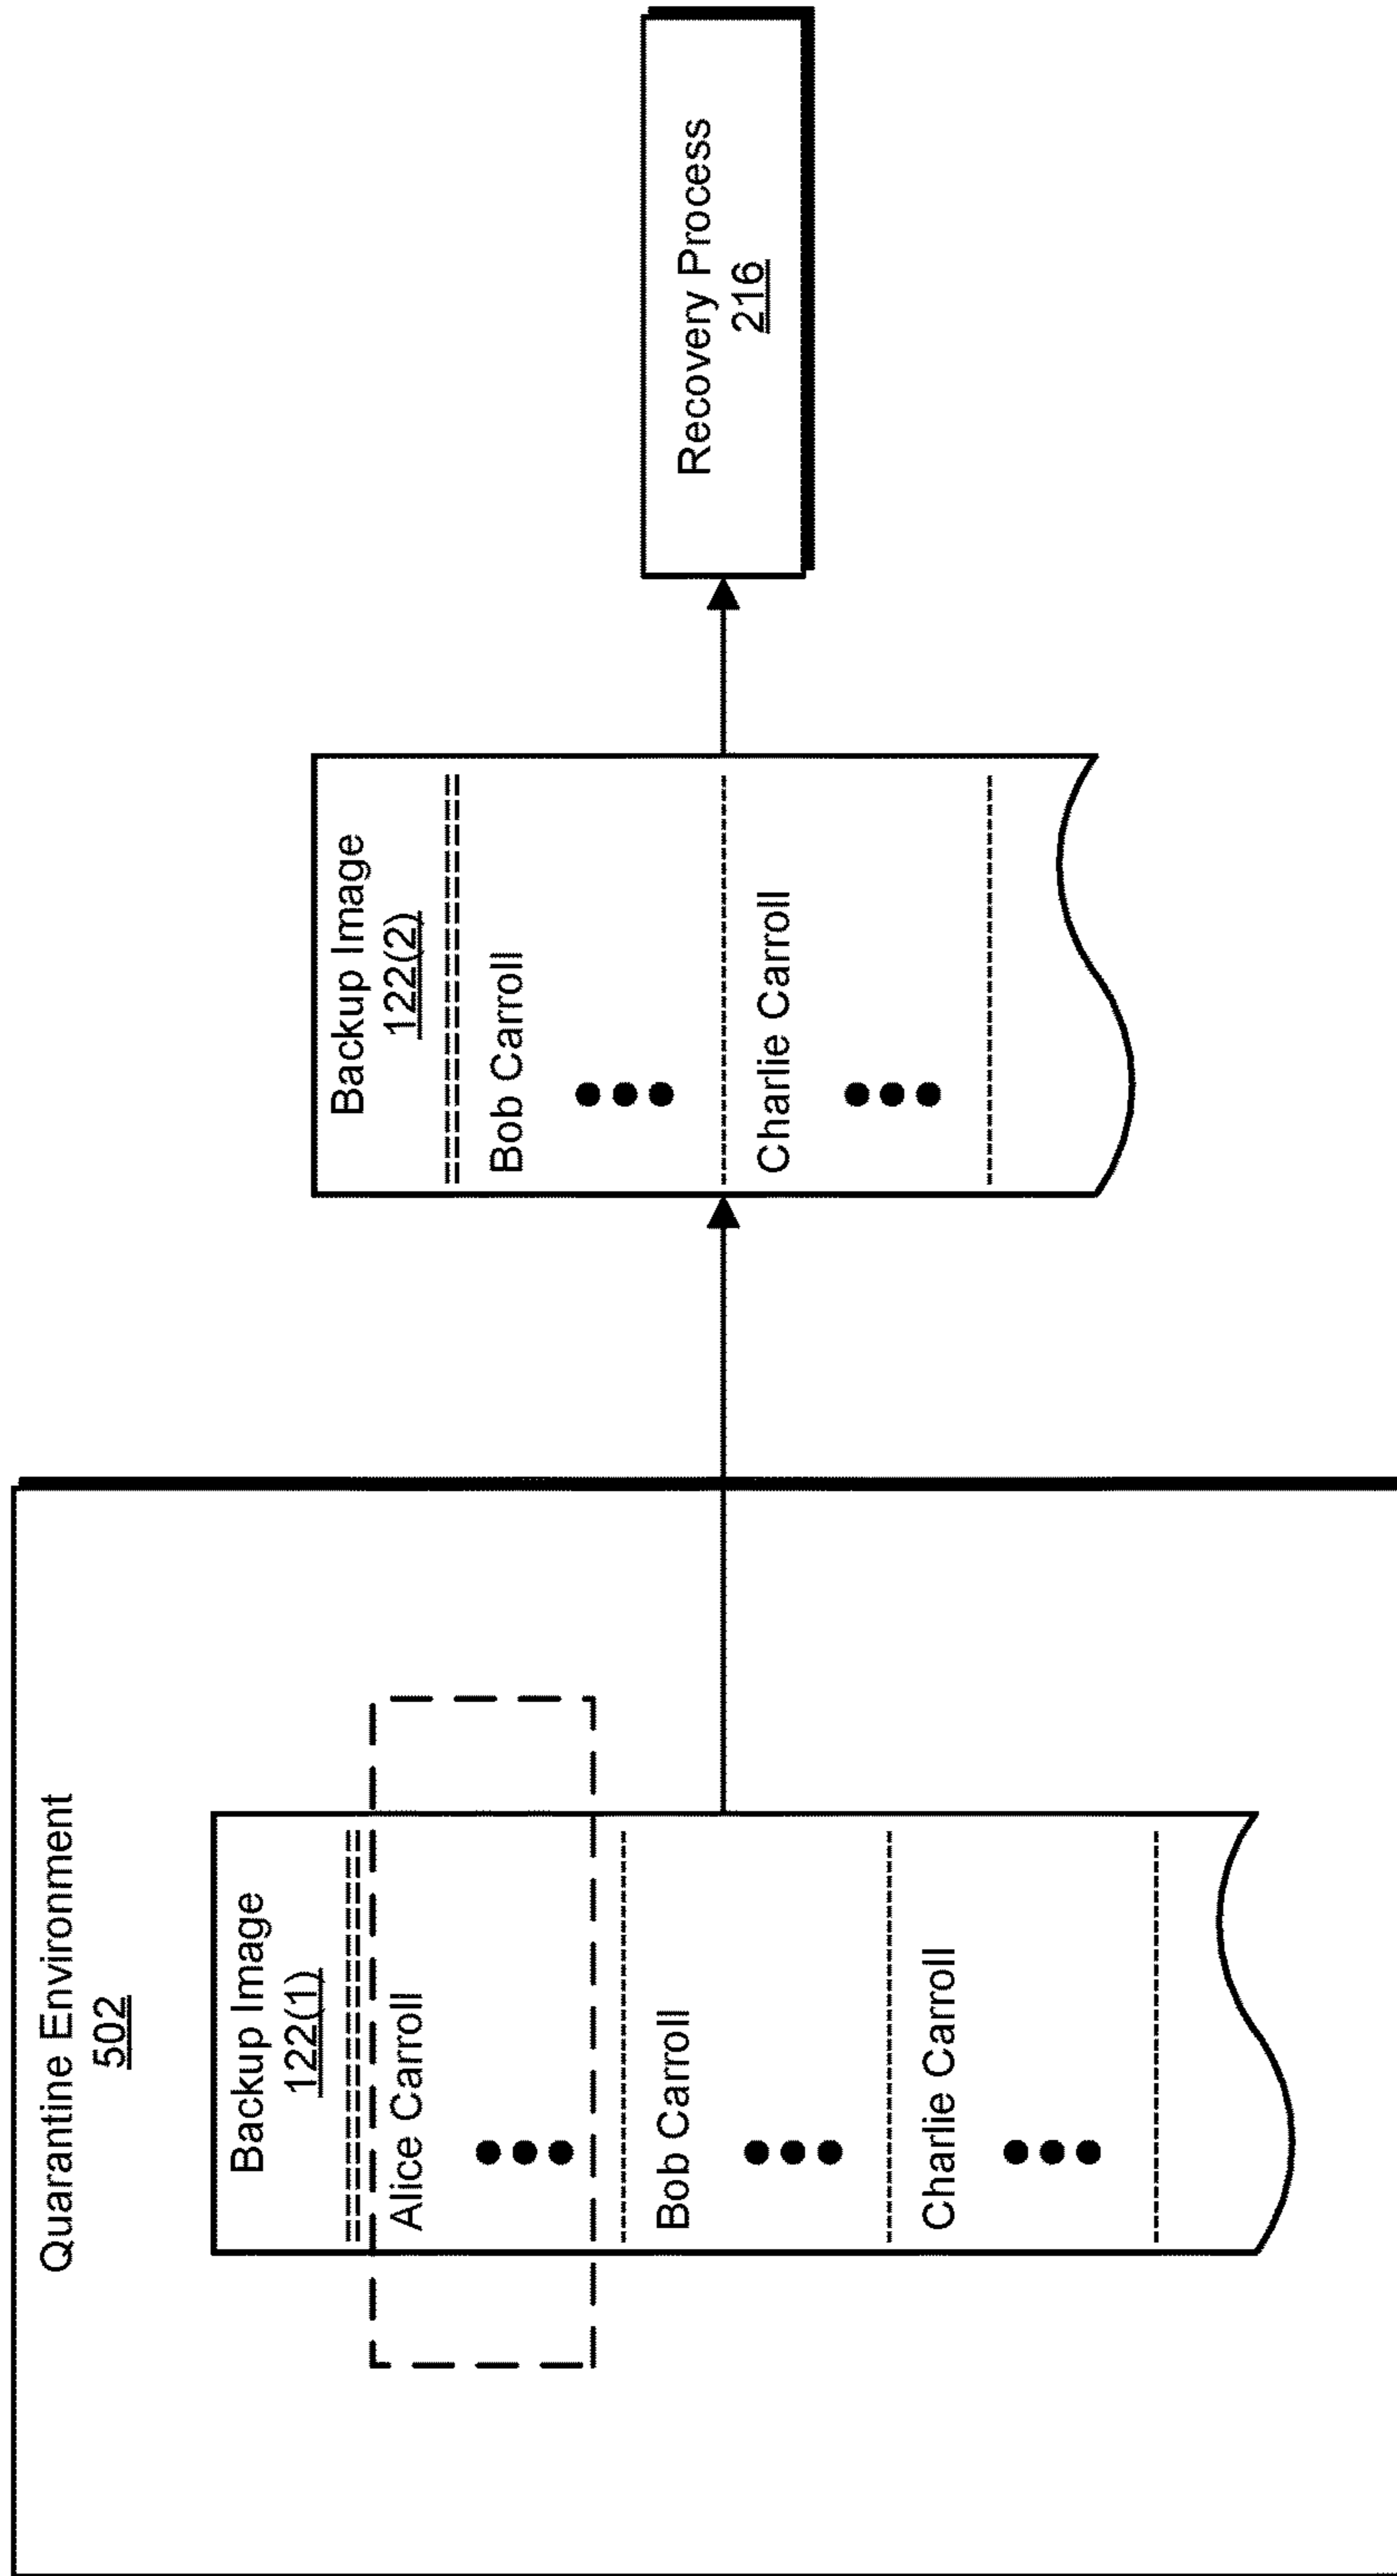 Quarantine Environment
502
Backup Image
122(1)
Alice Carroll
Bob Carroll
Charlie Carroll
Backup Image
122(2)
Bob Carroll
Charlie Carroll
Recovery Process
216